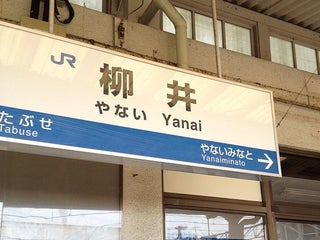 JR
柳井
やない Yanai
たぶせ
Tabuse
やないみなと
Yanaiminato